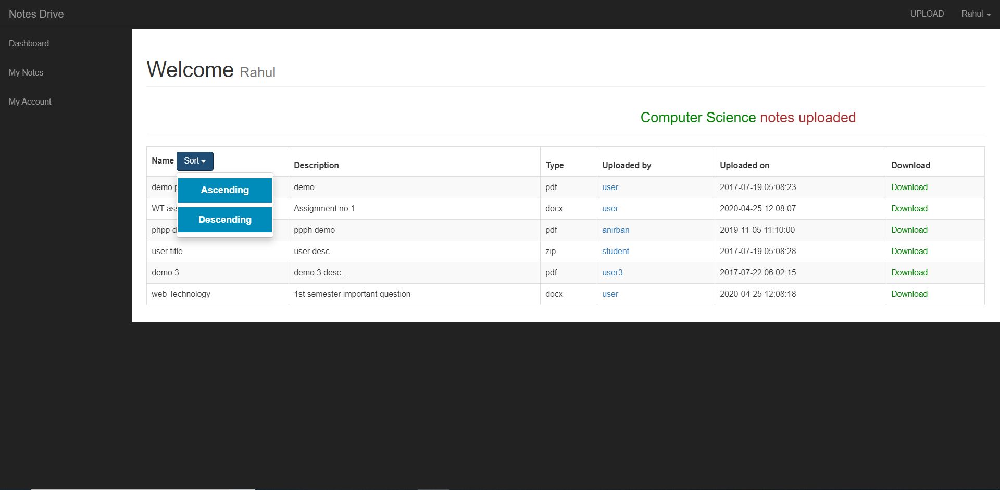 Notes Drive UPLOAD Rahul
Dashboard
My Notes
My Account
Welcome Rahul
Computer Science notes uploaded
Name Sort Description Type Uploaded by Uploaded on Download
Ascending
Descending
demo demo pdf user 2017-07-19 05:08:23 Download
WT Assignment no 1 docx user 2020-04-25 12:08:07 Download
phpp ppph demo pdf anirban 2019-11-05 11:10:00 Download
user title user desc zip student 2017-07-19 05:08:28 Download
demo 3 demo 3 desc.... pdf user3 2017-07-22 06:02:15 Download
web Technology 1st semester important question docx user 2020-04-25 12:08:18 Download